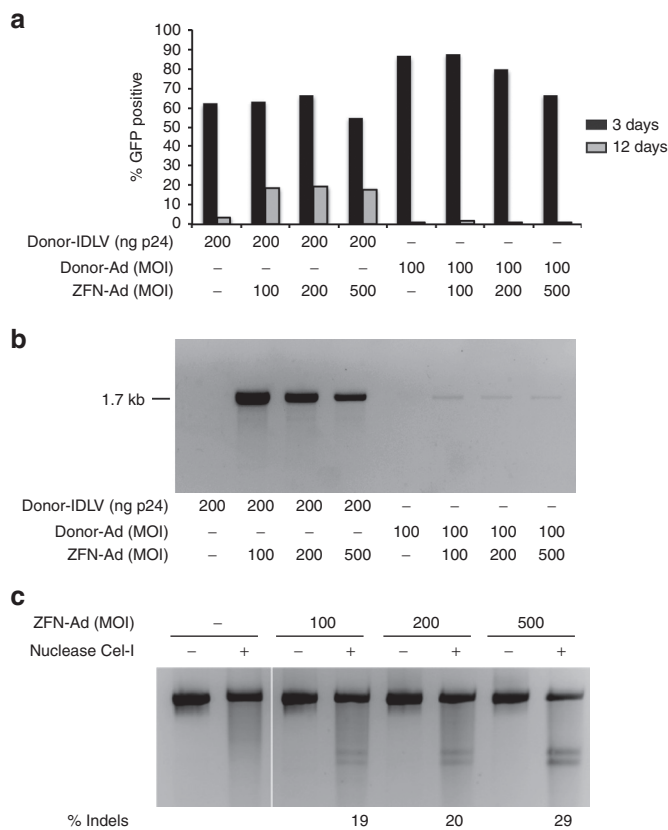 a
% GFP positive
100
90
80
70
60
50
40
30
20
10
0
3 days
12 days
Donor-IDLV (ng p24) 200 200 200 200 – – – –
Donor-Ad (MOI) – – – – 100 100 100 100
ZFN-Ad (MOI) – 100 200 500 – 100 200 500
b
1.7 kb
Donor-IDLV (ng p24) 200 200 200 200 – – – –
Donor-Ad (MOI) – – – – 100 100 100 100
ZFN-Ad (MOI) – 100 200 500 – 100 200 500
c
ZFN-Ad (MOI) – 100 200 500
Nuclease Cel-I – + – + – + – +
% Indels 19 20 29